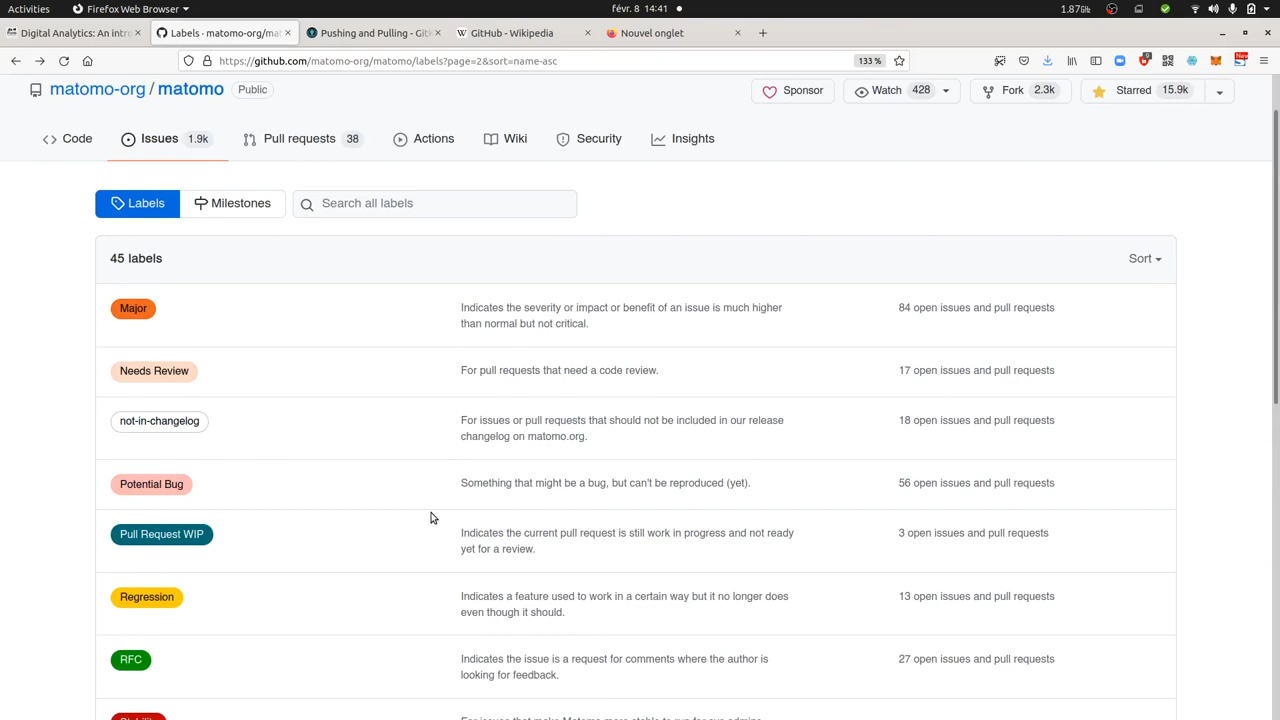 Activities Firefox Web Browser févr. 8 14:41 1.87G
Digital Analytics: An intro × Labels · matomo-org/mat × Pushing and Pulling - Gitk × GitHub - Wikipedia × Nouvel onglet × +
https://github.com/matomo-org/matomo/labels?page=2&sort=name-asc 133 %
matomo-org / matomo Public Sponsor Watch 428 Fork 2.3k Starred 15.9k
Code Issues 1.9k Pull requests 38 Actions Wiki Security Insights
Labels Milestones Search all labels
45 labels Sort
Major Indicates the severity or impact or benefit of an issue is much higher 84 open issues and pull requests
than normal but not critical.
Needs Review For pull requests that need a code review. 17 open issues and pull requests
not-in-changelog For issues or pull requests that should not be included in our release 18 open issues and pull requests
changelog on matomo.org.
Potential Bug Something that might be a bug, but can't be reproduced (yet). 56 open issues and pull requests
Pull Request WIP Indicates the current pull request is still work in progress and not ready 3 open issues and pull requests
yet for a review.
Regression Indicates a feature used to work in a certain way but it no longer does 13 open issues and pull requests
even though it should.
RFC Indicates the issue is a request for comments where the author is 27 open issues and pull requests
looking for feedback.